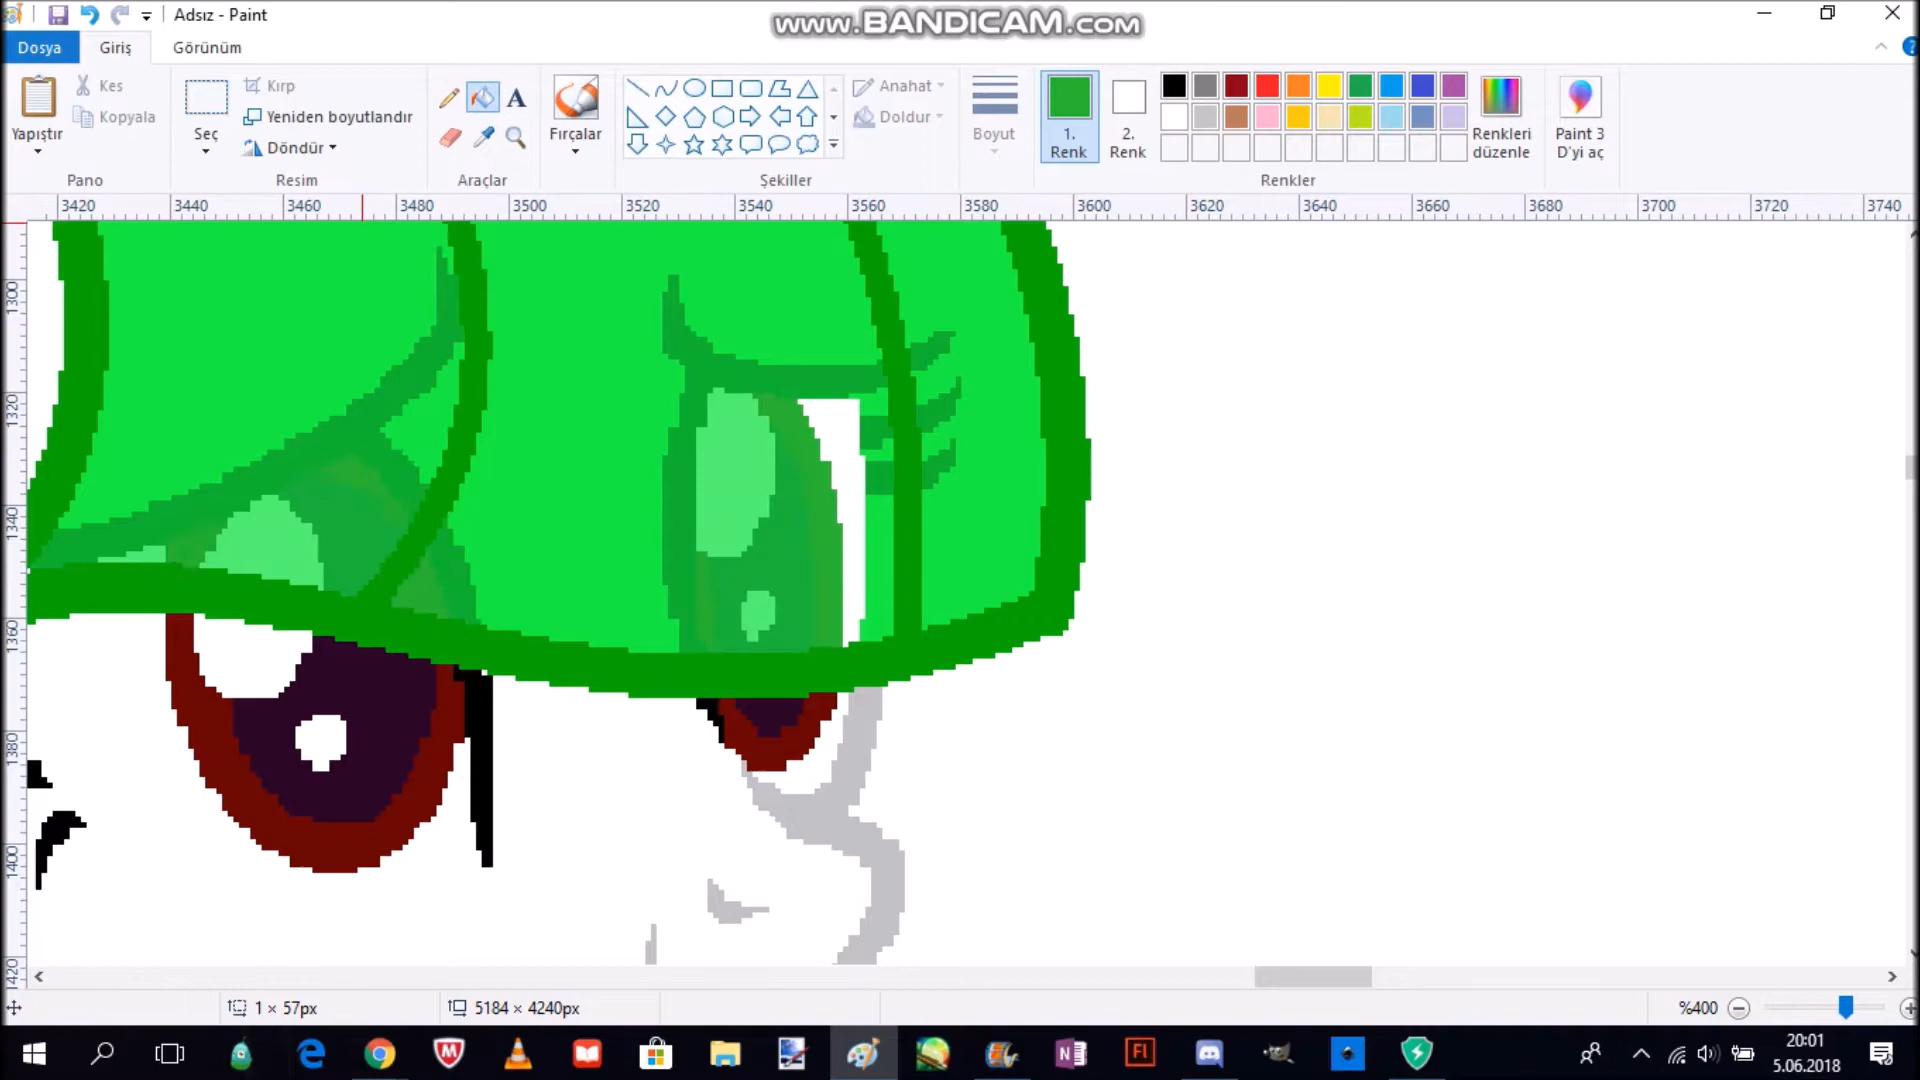 Adsız - Paint
www.BANDICAM.com
Dosya
Giriş
Görünüm
Yapıştır
Kes
Kopyala
Pano
Seç
Kırp
Yeniden boyutlandır
Döndür
Resim
A
Araçlar
Fırçalar
Anahat
Doldur
Şekiller
Boyut
1.
Renk
2.
Renk
Renkleri
düzenle
Renkler
Paint 3
D'yi aç
3420 3440 3460 3480 3500 3520 3540 3560 3580 3600 3620 3640 3660 3680 3700 3720 3740
1300
1320
1340
1360
1380
1400
1 × 57px
5184 × 4240px
%400
20:01
5.06.2018